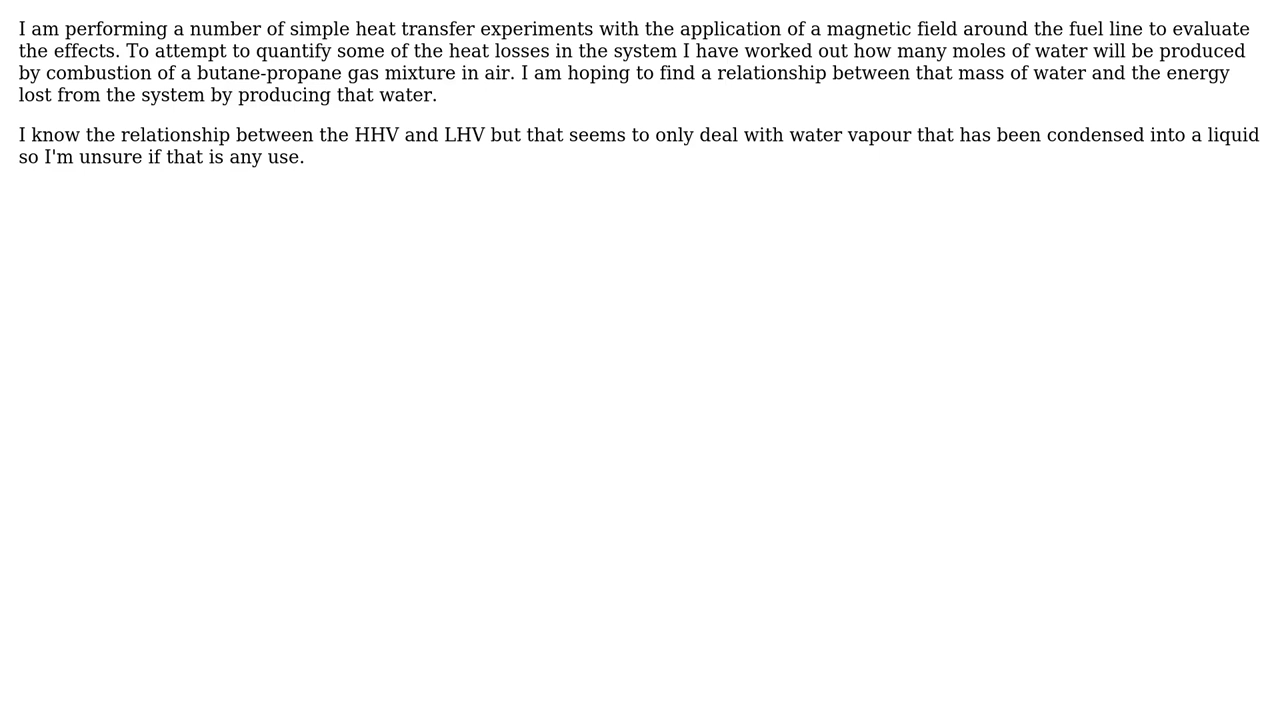 I am performing a number of simple heat transfer experiments with the application of a magnetic field around the fuel line to evaluate
the effects. To attempt to quantify some of the heat losses in the system I have worked out how many moles of water will be produced
by combustion of a butane-propane gas mixture in air. I am hoping to find a relationship between that mass of water and the energy
lost from the system by producing that water.
I know the relationship between the HHV and LHV but that seems to only deal with water vapour that has been condensed into a liquid
so I'm unsure if that is any use.